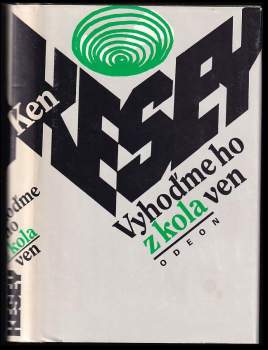 Ken
KESEY
Vyhoďme ho
z kola ven
ODEON
Vyhoďme
ho
z kola
ven
KESEY